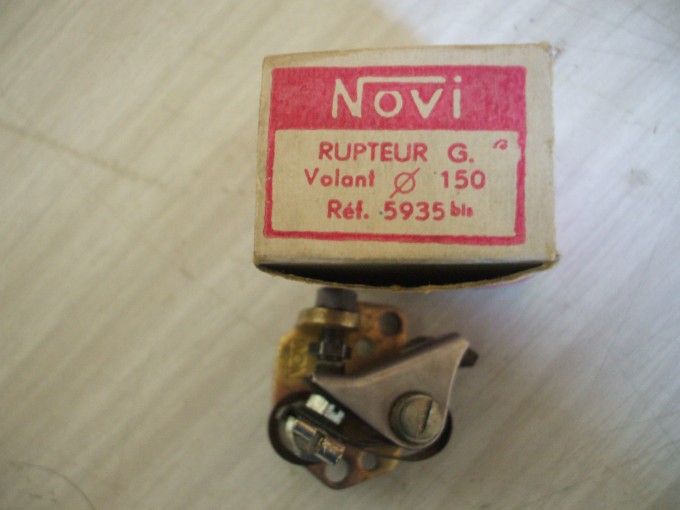 NOVi
RUPTEUR G.
Volant Ø 150
Réf. 5935 bis